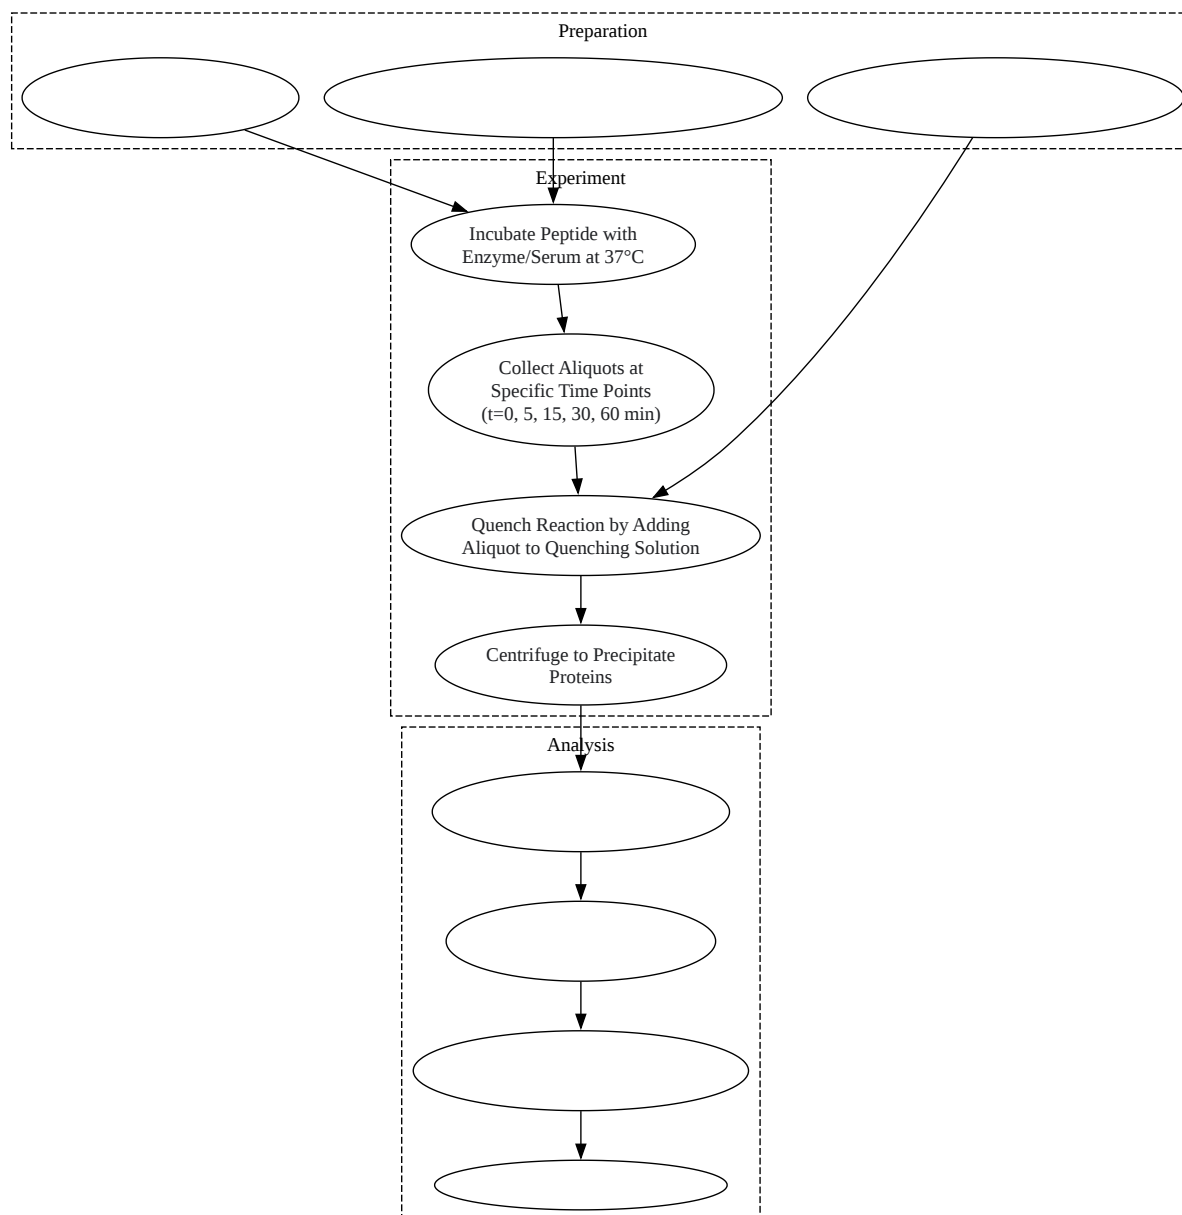 Preparation
Experiment
Incubate Peptide with
Enzyme/Serum at 37°C
Collect Aliquots at
Specific Time Points
(t=0, 5, 15, 30, 60 min)
Quench Reaction by Adding
Aliquot to Quenching Solution
Centrifuge to Precipitate
Proteins
Analysis